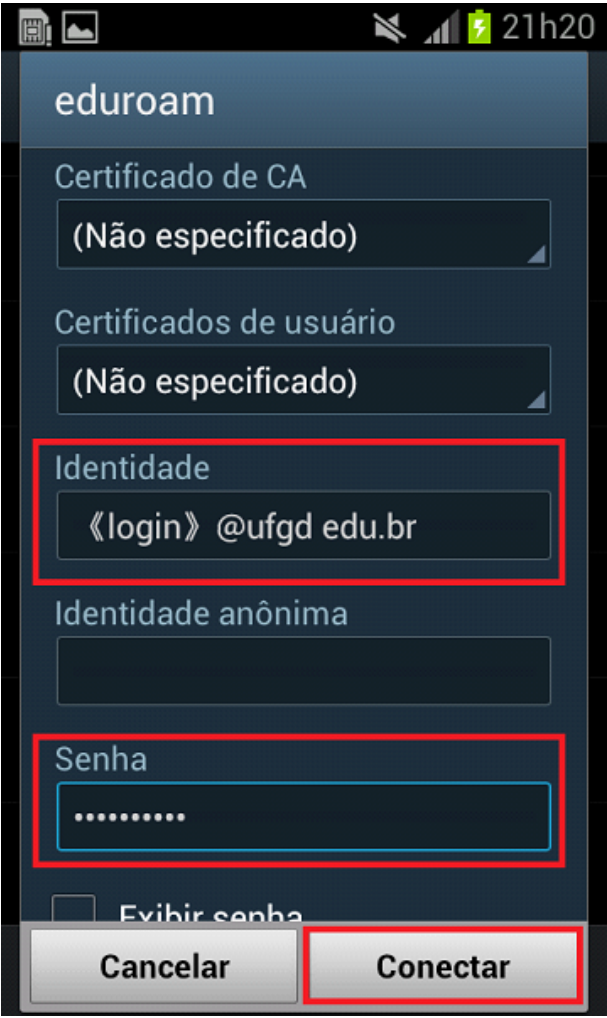 21h20
eduroam
Certificado de CA
(Não especificado)
Certificados de usuário
(Não especificado)
Identidade
《login》@ufgd edu.br
Identidade anônima
Senha
••••••••••
Exibir senha
Cancelar
Conectar